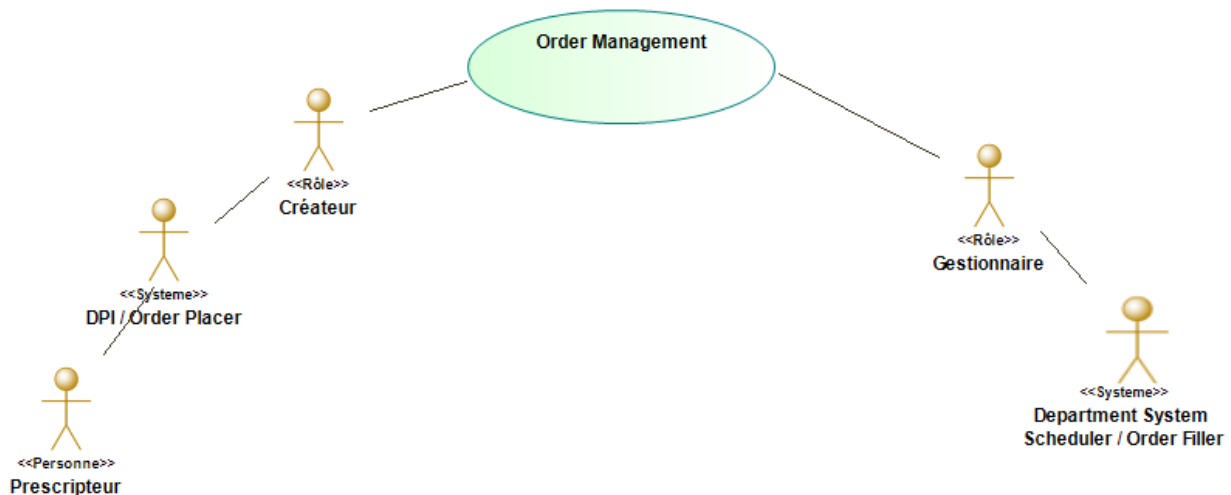 Order Management
<<Rôle>>
Créateur
<<Rôle>>
Gestionnaire
<<Systeme>>
DPI / Order Placer
<<Systeme>>
Department System
Scheduler / Order Filler
<<Personne>>
Prescripteur